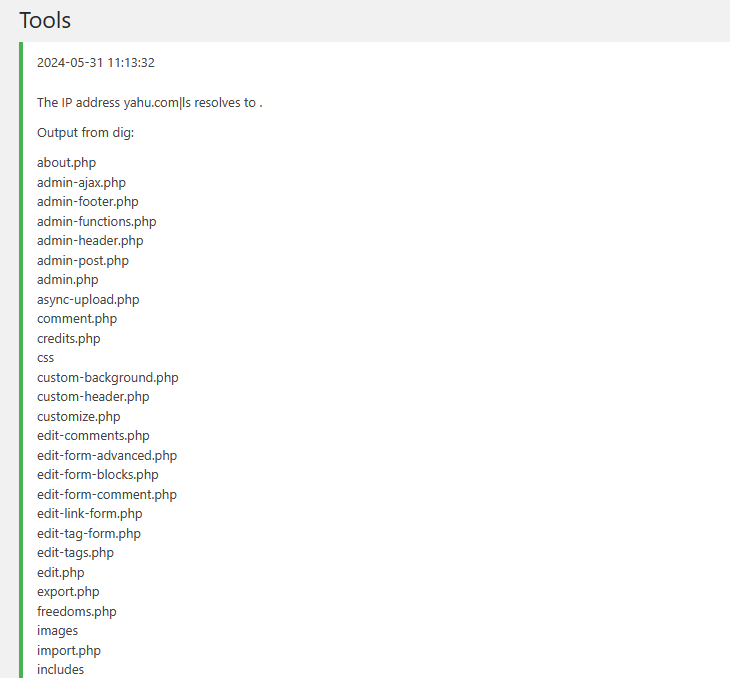 Tools
2024-05-31 11:13:32
The IP address yahu.com|ls resolves to .
Output from dig:
about.php
admin-ajax.php
admin-footer.php
admin-functions.php
admin-header.php
admin-post.php
admin.php
async-upload.php
comment.php
credits.php
css
custom-background.php
custom-header.php
customize.php
edit-comments.php
edit-form-advanced.php
edit-form-blocks.php
edit-form-comment.php
edit-link-form.php
edit-tag-form.php
edit-tags.php
edit.php
export.php
freedoms.php
images
import.php
includes